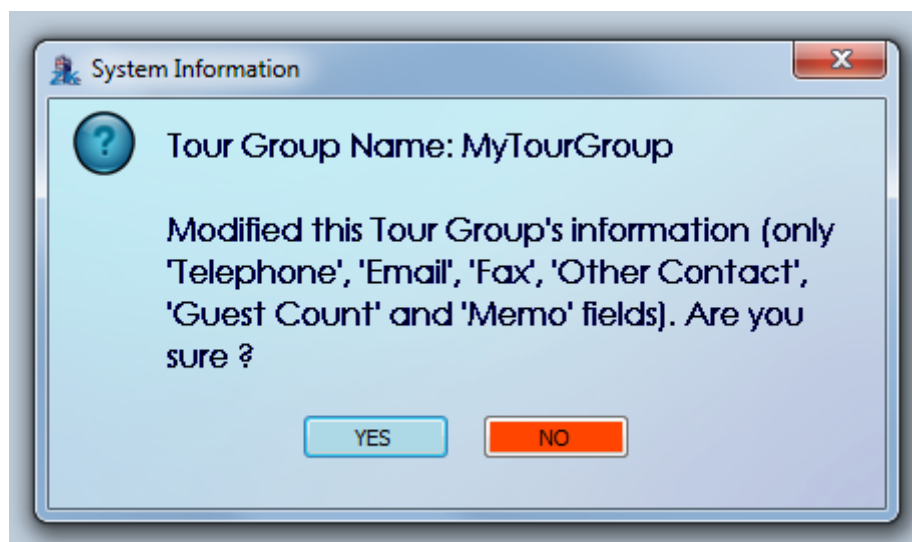 System Information
Tour Group Name: MyTourGroup
Modified this Tour Group's information (only
'Telephone', 'Email', 'Fax', 'Other Contact',
'Guest Count' and 'Memo' fields). Are you
sure ?
YES
NO